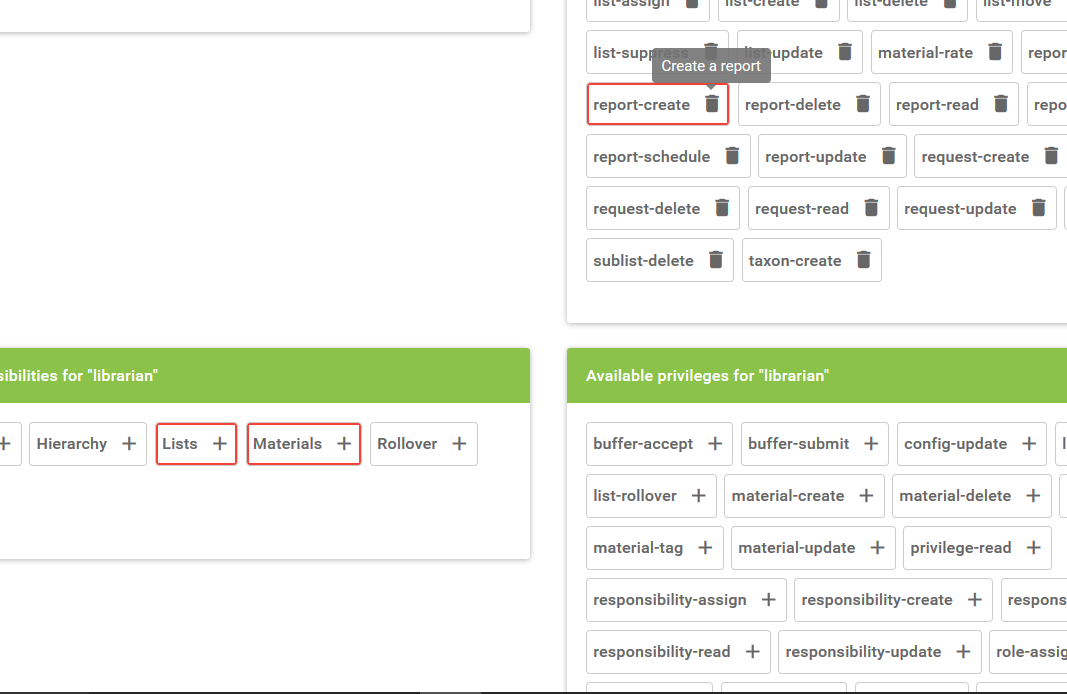 list-assign list-create list-delete list-move
list-suppress list-update material-rate repor
Create a report
report-create report-delete report-read repo
report-schedule report-update request-create
request-delete request-read request-update
sublist-delete taxon-create
sibilities for "librarian"
Hierarchy Lists Materials Rollover
Available privileges for "librarian"
buffer-accept buffer-submit config-update
list-rollover material-create material-delete
material-tag material-update privilege-read
responsibility-assign responsibility-create respons
responsibility-read responsibility-update role-assig